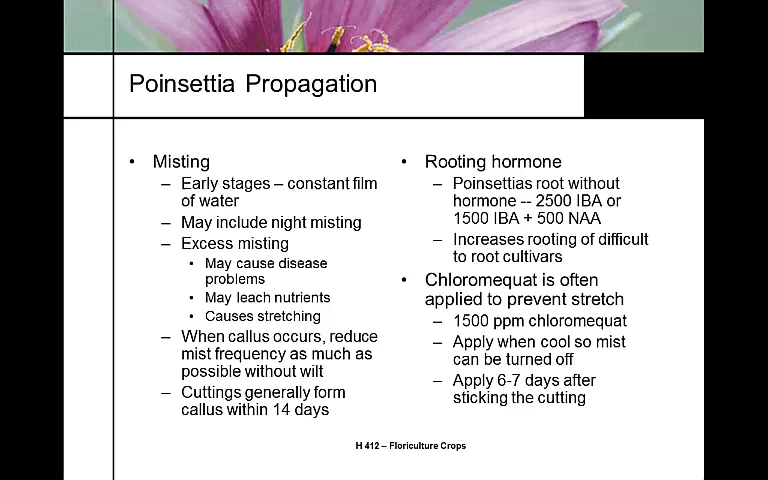 Poinsettia Propagation
• Misting
– Early stages – constant film
of water
– May include night misting
– Excess misting
• May cause disease
problems
• May leach nutrients
• Causes stretching
– When callus occurs, reduce
mist frequency as much as
possible without wilt
– Cuttings generally form
callus within 14 days
• Rooting hormone
– Poinsettias root without
hormone -- 2500 IBA or
1500 IBA + 500 NAA
– Increases rooting of difficult
to root cultivars
• Chloromequat is often
applied to prevent stretch
– 1500 ppm chloromequat
– Apply when cool so mist
can be turned off
– Apply 6-7 days after
sticking the cutting
H 412 – Floriculture Crops